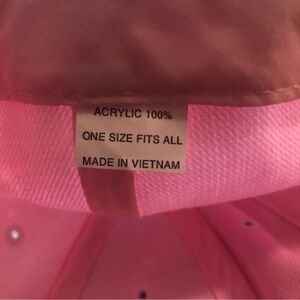 ACRYLIC 100%
ONE SIZE FITS ALL
MADE IN VIETNAM